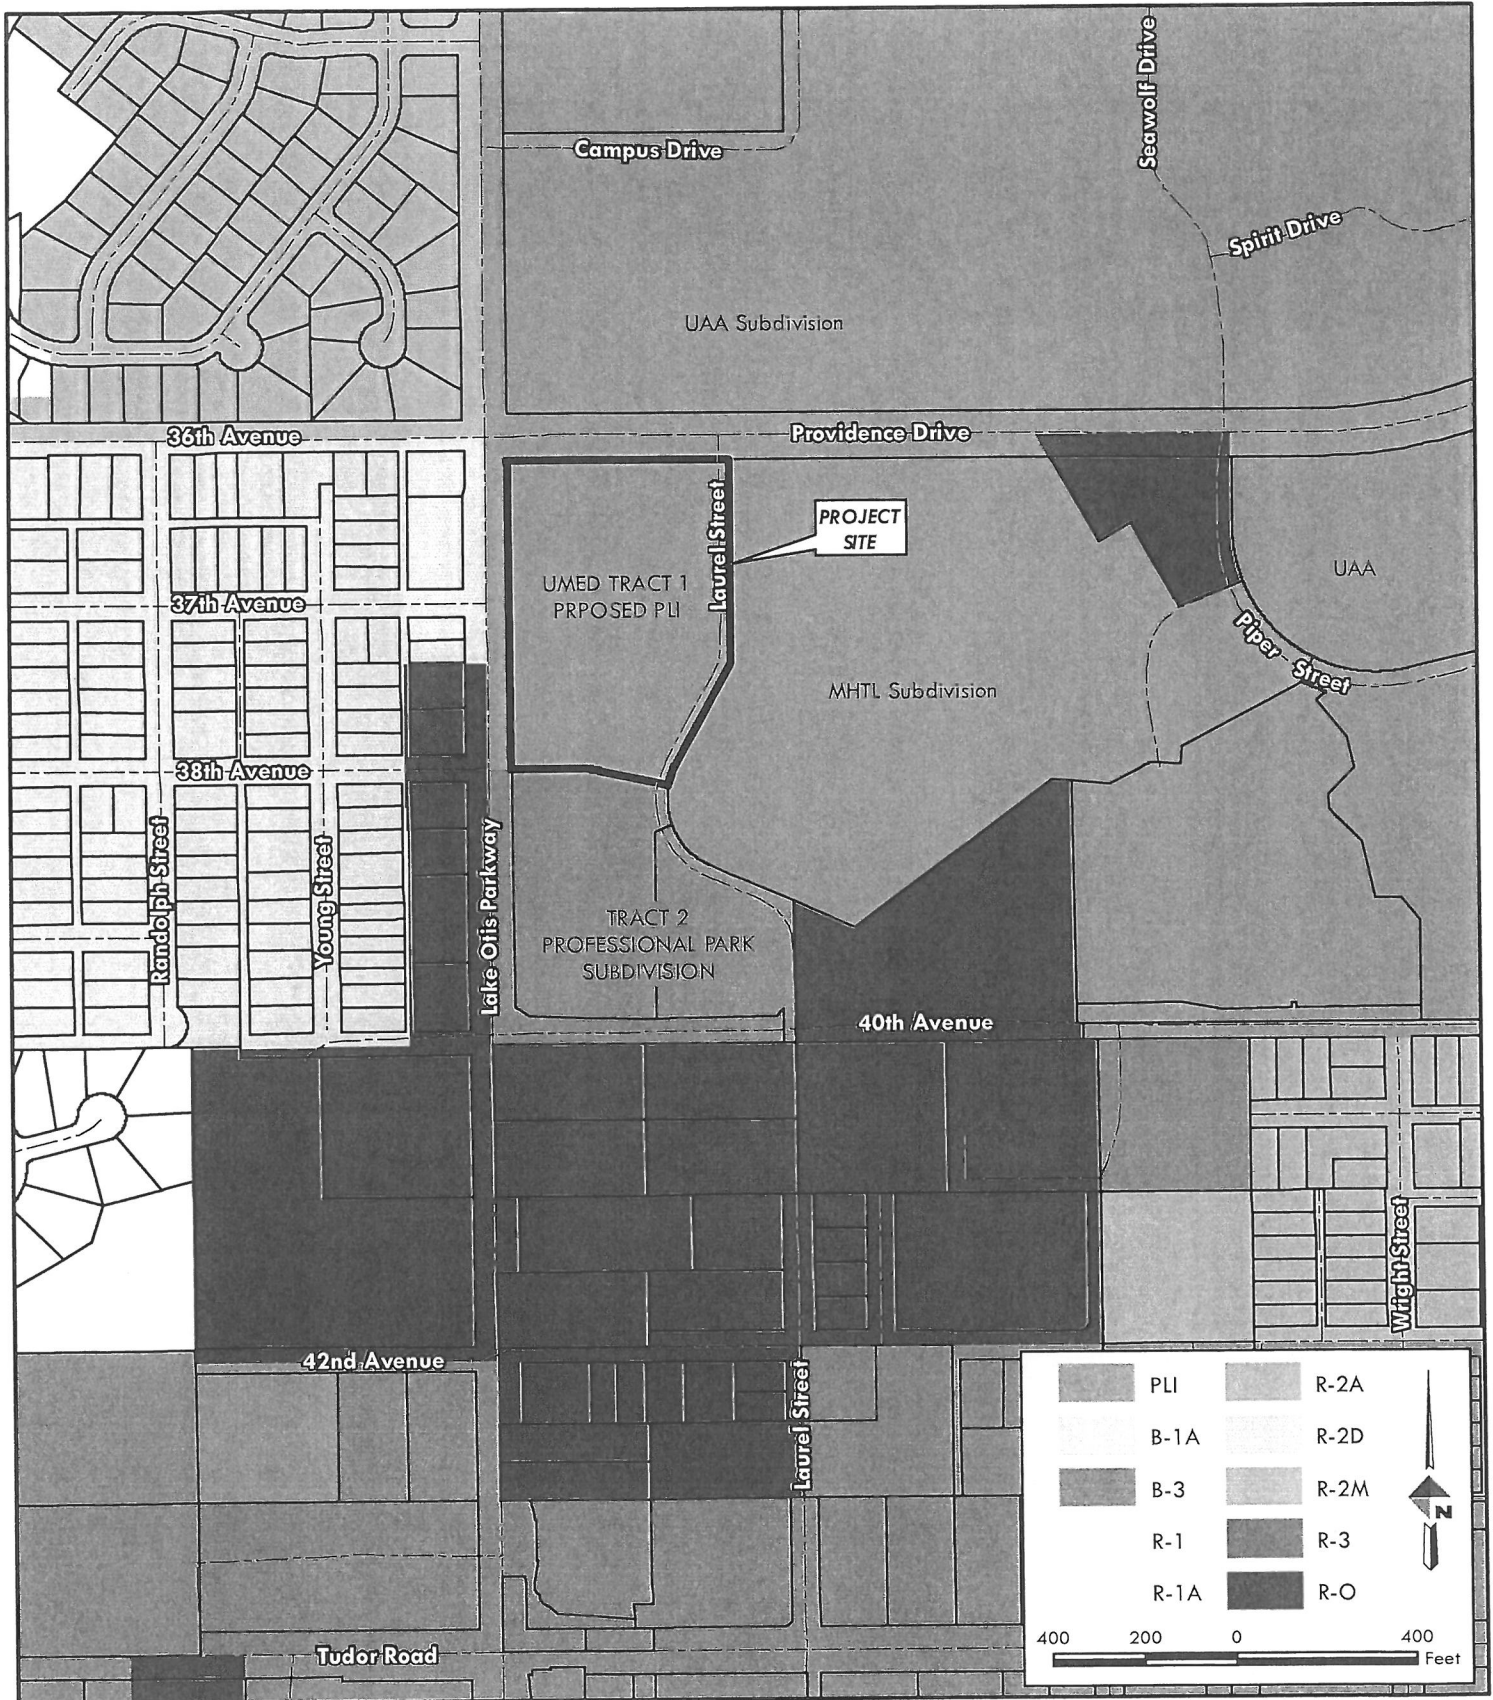 Seawolf Drive
Campus Drive
Spirit Drive
UAA Subdivision
36th Avenue
Providence Drive
Laurel Street
PROJECT
SITE
UMED TRACT 1
PRPOSED PLI
UAA
37th Avenue
Piper Street
MHTL Subdivision
38th Avenue
Randolph Street
Young Street
Lake Otis Parkway
TRACT 2
PROFESSIONAL PARK
SUBDIVISION
40th Avenue
Wright Street
42nd Avenue
Laurel Street
Tudor Road
PLI
R-2A
B-1A
R-2D
B-3
R-2M
R-1
R-3
R-1A
R-O
N
400 200 0 400
Feet